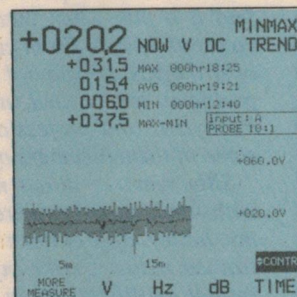 MINMAX
+020.2 NOW V DC TREND
+031.5 MAX 000hr18:25
015.4 AVG 000hr19:21
006.0 MIN 000hr12:40
+037.5 MAX-MIN
input: A
PROBE 10:1
+060.0V
+020.0V
5m 15m
≑CONTR
MORE
MEASURE V Hz dB TIME